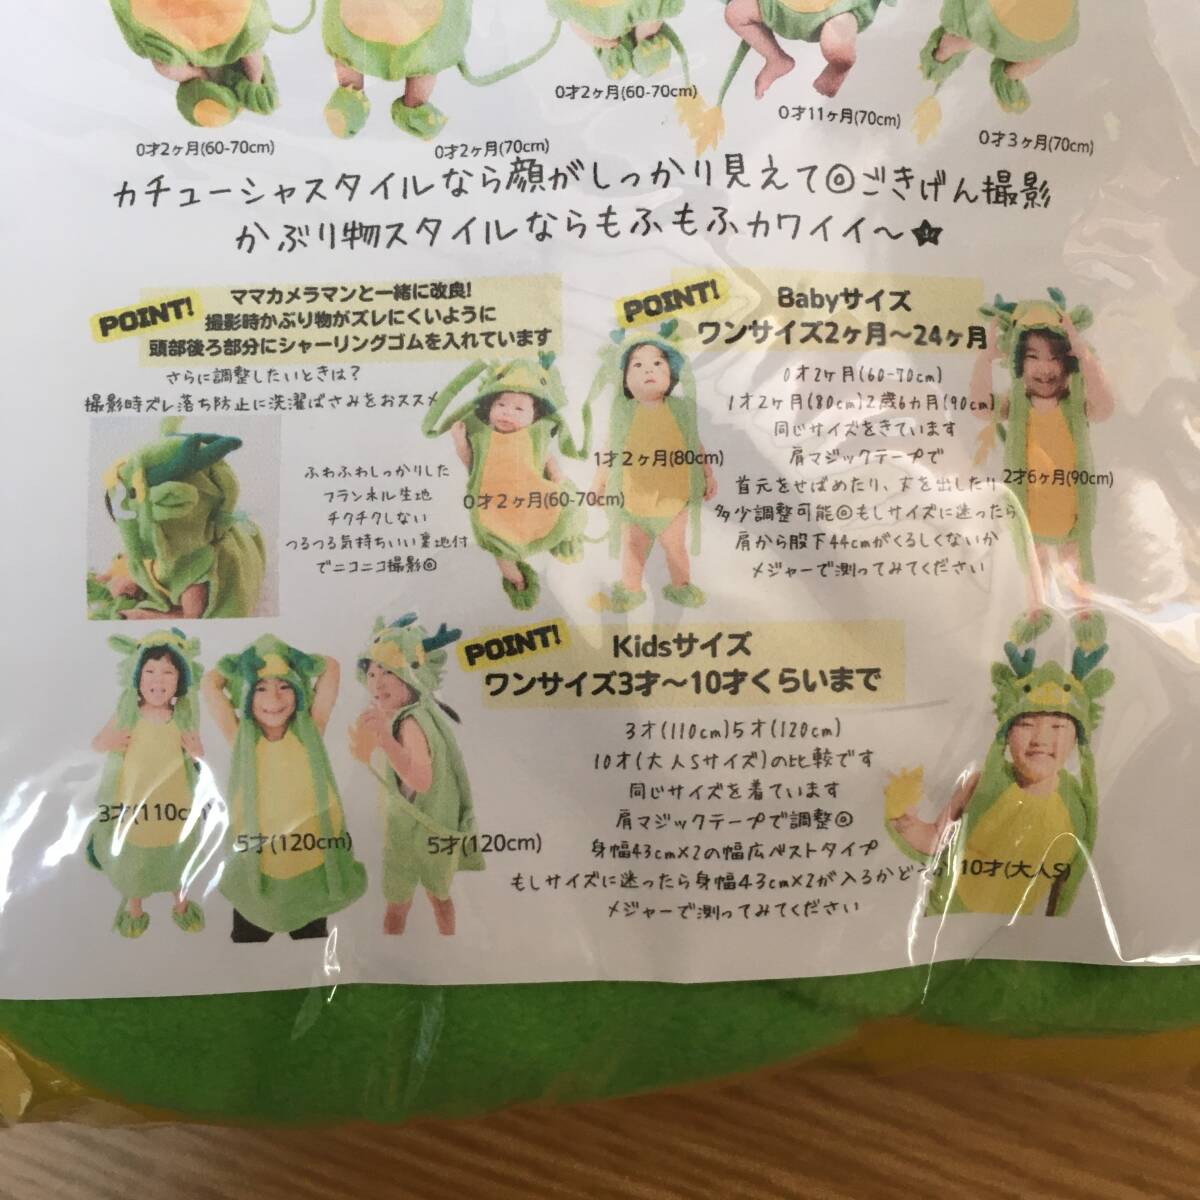 0才2ヶ月(60-70cm)
0才2ヶ月(70cm)
0才2ヶ月(60-70cm)
0才11ヶ月(70cm)
0才3ヶ月(70cm)
カチューシャスタイルなら顔がしっかり見えて◎ごきげん撮影
かぶり物スタイルならもふもふカワイイ～★
POINT!
ママカメラマンと一緒に改良!
撮影時かぶり物がズレにくいように
頭部後ろ部分にシャーリングゴムを入れています
さらに調整したいときは?
撮影時ズレ落ち防止に洗濯ばさみをおススメ
ふわふわしっかりした
フランネル生地
チクチクしない
つるつる気持ちいい裏地付
でニコニコ撮影◎
0才2ヶ月(60-70cm)
POINT!
Babyサイズ
ワンサイズ2ヶ月～24ヶ月
0才2ヶ月(60-70cm)
1才2ヶ月(80cm)2歳6カ月(90cm)
同じサイズをきています
肩マジックテープで
首元をせばめたり、丈を出したり
多少調整可能◎もしサイズに迷ったら
肩から股下44cmがくるしくないか
メジャーで測ってみてください
1才2ヶ月(80cm)
2才6ヶ月(90cm)
POINT!
Kidsサイズ
ワンサイズ3才～10才くらいまで
3才(110cm)5才(120cm)
10才(大人Sサイズ)の比較です
同じサイズを着ています
肩マジックテープで調整◎
身幅43cm×2の幅広ベストタイプ
もしサイズに迷ったら身幅43cm×2が入るかどうか
メジャーで測ってみてください
3才(110cm)
5才(120cm)
5才(120cm)
10才(大人S)